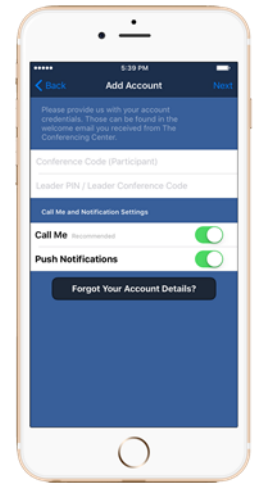 5:39 PM
Back
Add Account
Next
Please provide us with your account
credentials. Those can be found in the
welcome email you received from The
Conferencing Center.
Conference Code (Participant)
Leader PIN / Leader Conference Code
Call Me and Notification Settings
Call Me Recommended
Push Notifications
Forgot Your Account Details?